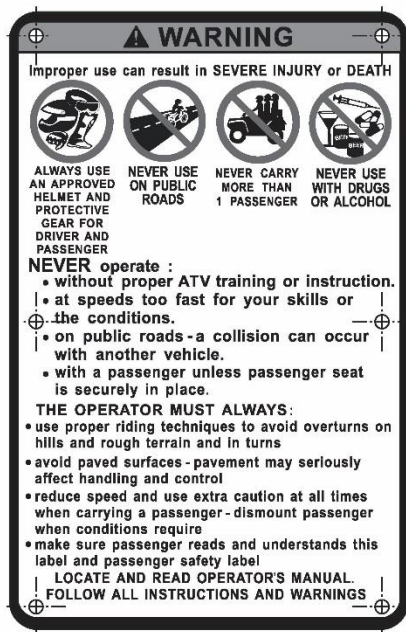 WARNING
Improper use can result in SEVERE INJURY or DEATH
ALWAYS USE
AN APPROVED
HELMET AND
PROTECTIVE
GEAR FOR
DRIVER AND
PASSENGER
NEVER USE
ON PUBLIC
ROADS
NEVER CARRY
MORE THAN
1 PASSENGER
NEVER USE
WITH DRUGS
OR ALCOHOL
NEVER operate :
• without proper ATV training or instruction.
• at speeds too fast for your skills or
the conditions.
• on public roads - a collision can occur
with another vehicle.
• with a passenger unless passenger seat
is securely in place.
THE OPERATOR MUST ALWAYS:
• use proper riding techniques to avoid overturns on
hills and rough terrain and in turns
• avoid paved surfaces - pavement may seriously
affect handling and control
• reduce speed and use extra caution at all times
when carrying a passenger - dismount passenger
when conditions require
• make sure passenger reads and understands this
label and passenger safety label
LOCATE AND READ OPERATOR'S MANUAL.
FOLLOW ALL INSTRUCTIONS AND WARNINGS